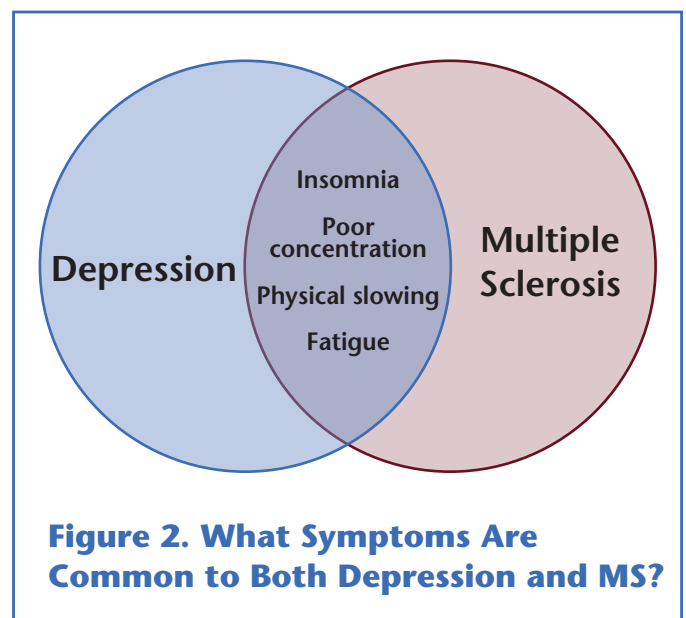 Depression
Insomnia
Poor
concentration
Physical slowing
Fatigue
Multiple
Sclerosis
Figure 2. What Symptoms Are
Common to Both Depression and MS?